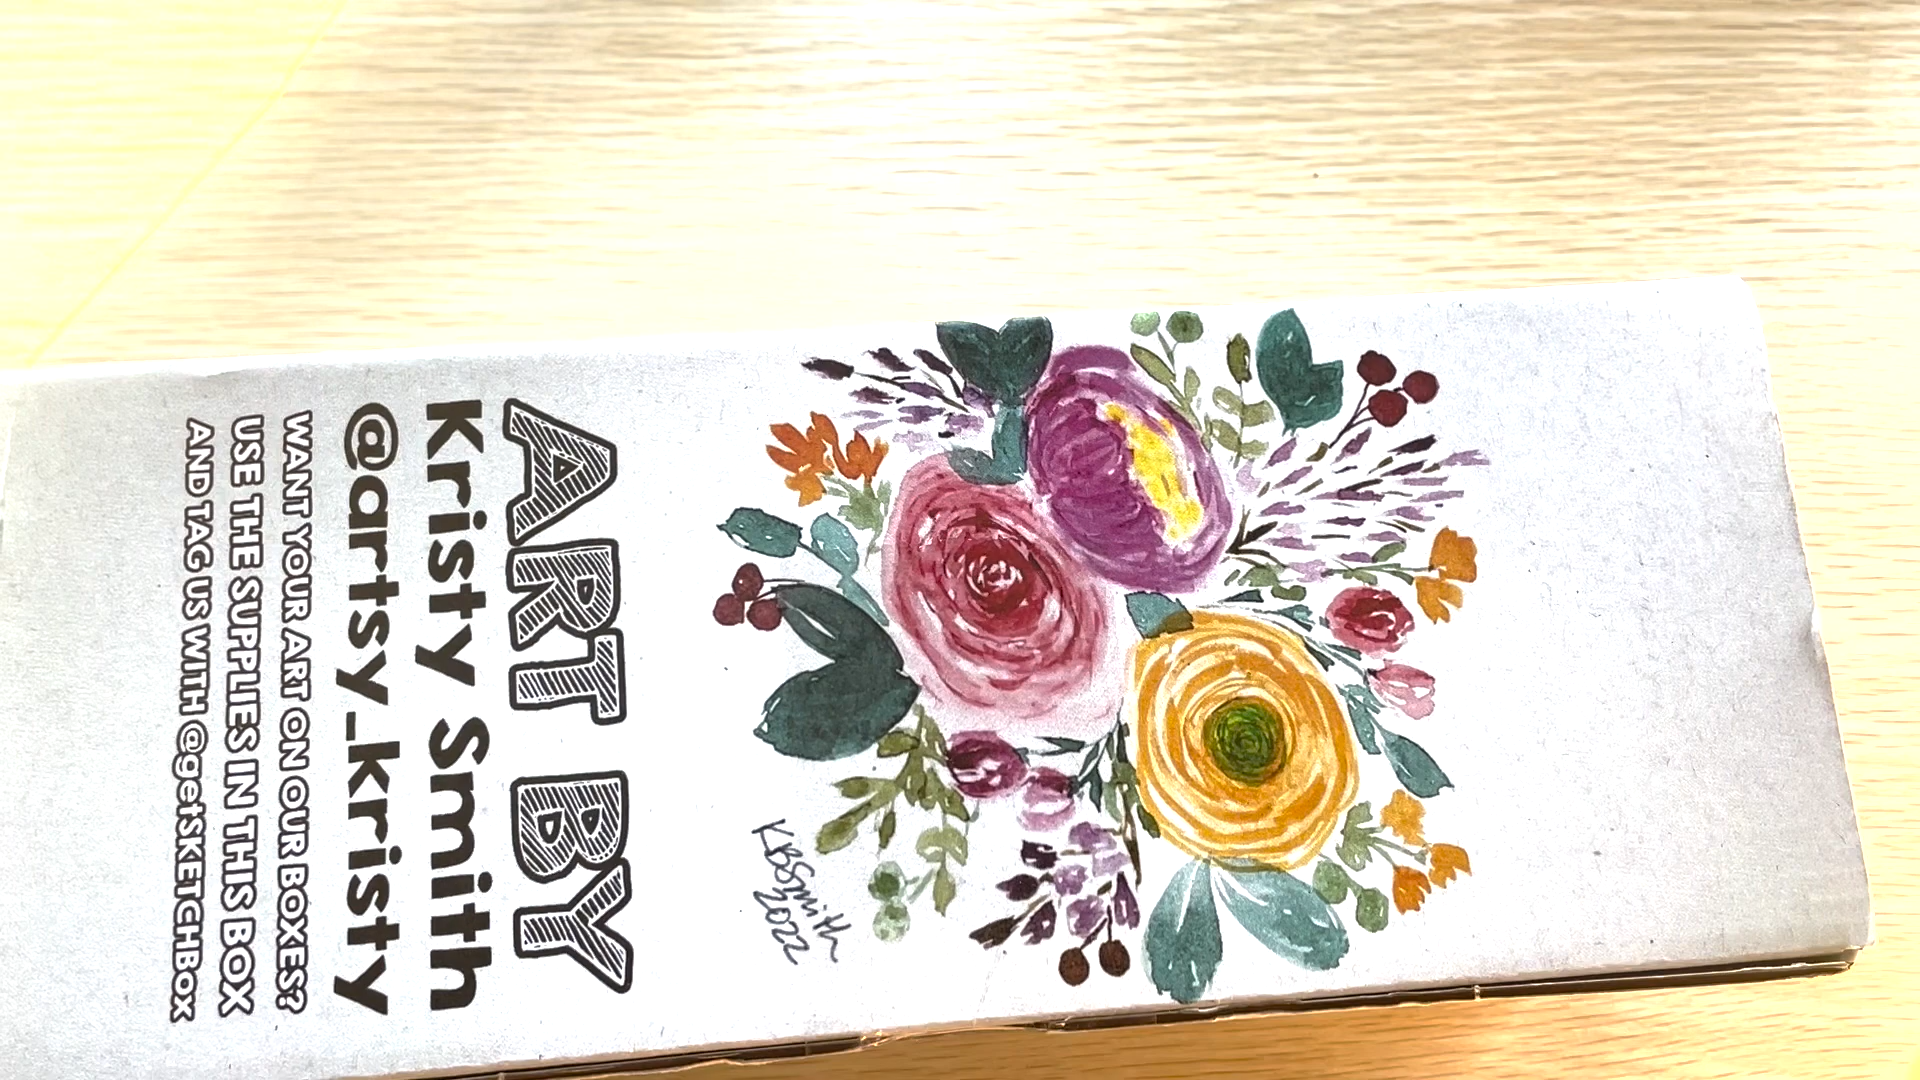 ART BY
Kristy Smith
@artsy_kristy
WANT YOUR ART ON OUR BOXES?
USE THE SUPPLIES IN THIS BOX
AND TAG US WITH @getSKETCHBOX
KBSmith
2022